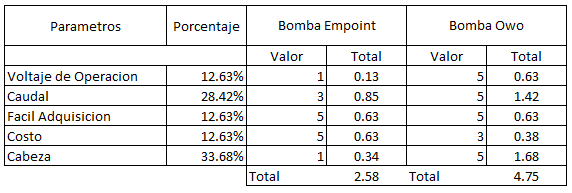 Parametros Porcentaje Bomba Empoint Bomba Owo
Valor Total Valor Total
Voltaje de Operacion 12.63% 1 0.13 5 0.63
Caudal 28.42% 3 0.85 5 1.42
Facil Adquisicion 12.63% 5 0.63 5 0.63
Costo 12.63% 5 0.63 3 0.38
Cabeza 33.68% 1 0.34 5 1.68
Total 2.58 Total 4.75